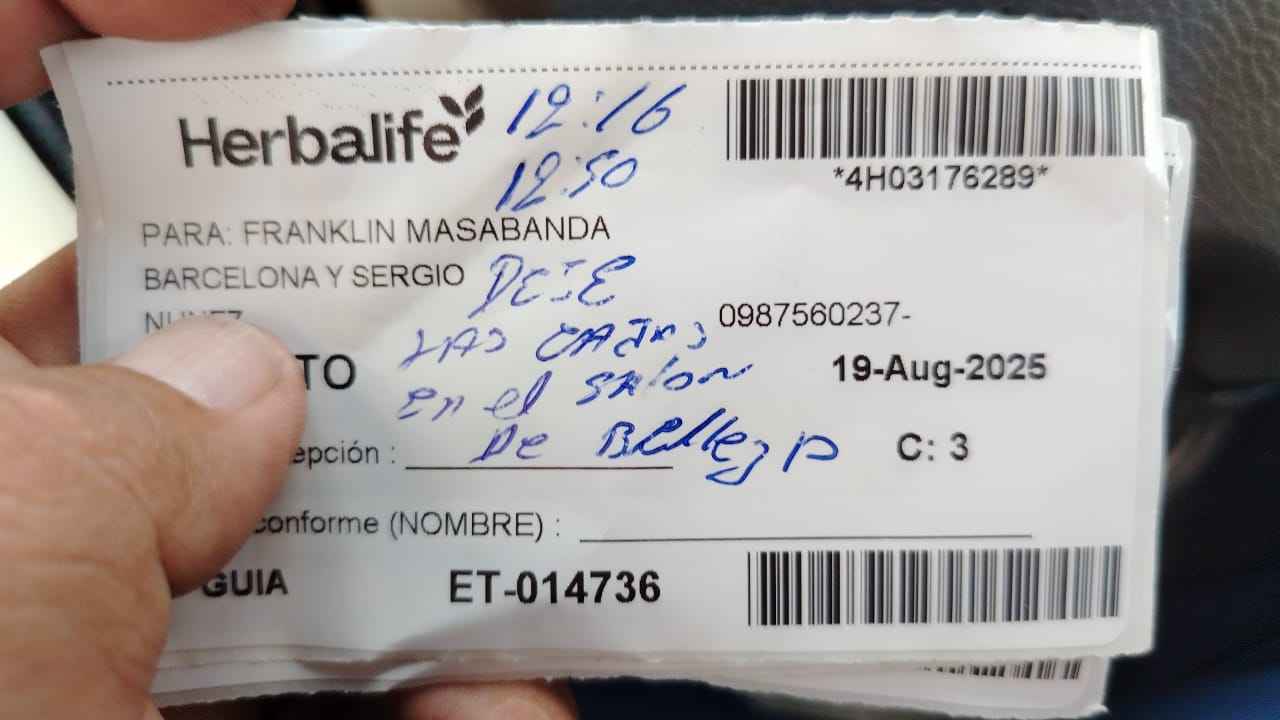 Herbalife
12:16
12:50
*4H03176289*
PARA: FRANKLIN MASABANDA
BARCELONA Y SERGIO
NUNEZ
DEJE
LAS CAJAS
en el salon
De Belleza
0987560237-
TO
19-Aug-2025
epción :
C: 3
conforme (NOMBRE) :
GUIA
ET-014736